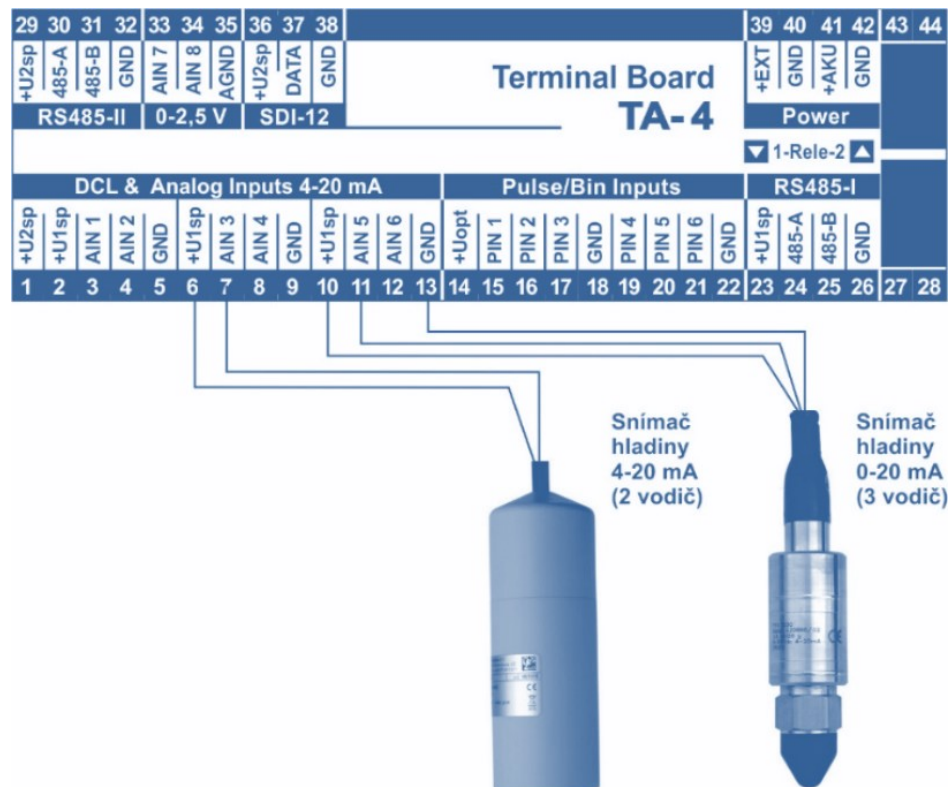 29 30 31 32 33 34 35 36 37 38 39 40 41 42 43 44
+U2sp 485-A 485-B GND AIN 7 AIN 8 AGND +U2sp DATA GND +EXT GND +AKU GND
RS485-II 0-2,5 V SDI-12 Power
Terminal Board
TA-4
1-Rele-2
DCL & Analog Inputs 4-20 mA Pulse/Bin Inputs RS485-I
+U2sp +U1sp AIN 1 AIN 2 GND +U1sp AIN 3 AIN 4 GND +U1sp AIN 5 AIN 6 GND +Uopt PIN 1 PIN 2 PIN 3 GND PIN 4 PIN 5 PIN 6 GND +U1sp 485-A 485-B GND
1 2 3 4 5 6 7 8 9 10 11 12 13 14 15 16 17 18 19 20 21 22 23 24 25 26 27 28
Snímač
hladiny
4-20 mA
(2 vodič)
Snímač
hladiny
0-20 mA
(3 vodič)
CE
CE